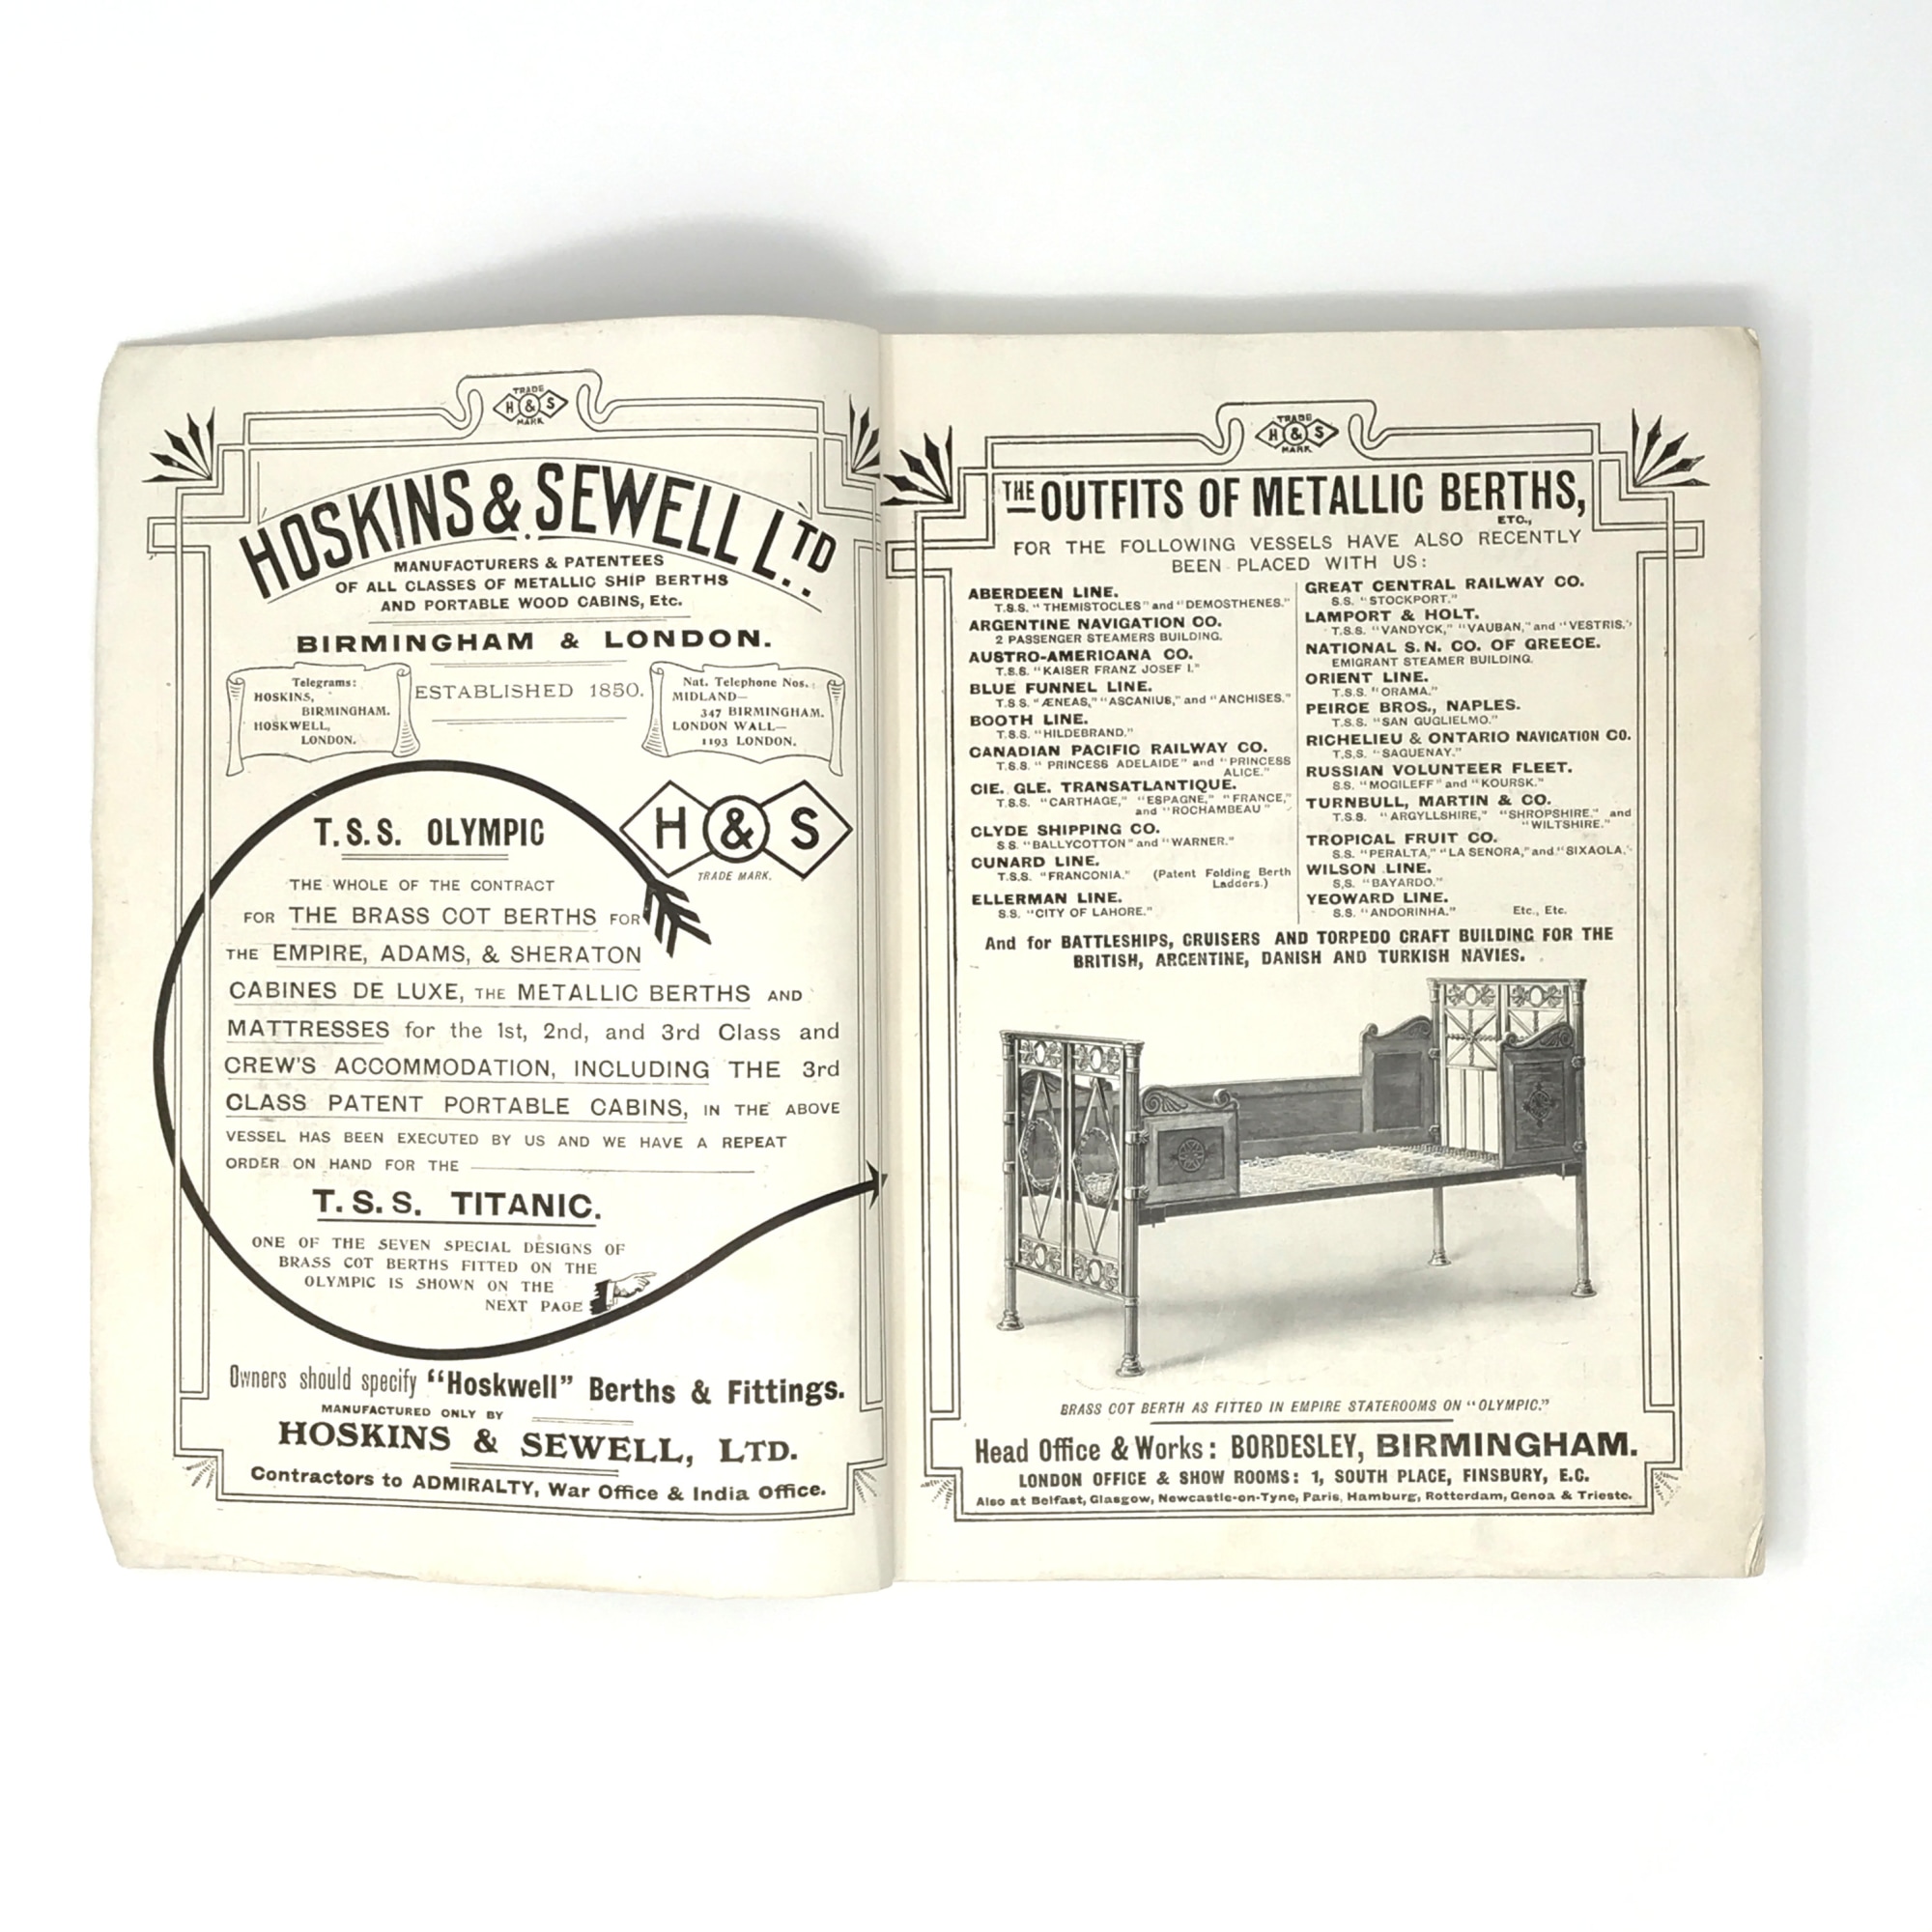 TRADE
H & S
MARK
HOSKINS & SEWELL LTD.
MANUFACTURERS & PATENTEES
OF ALL CLASSES OF METALLIC SHIP BERTHS
AND PORTABLE WOOD CABINS, Etc.
BIRMINGHAM & LONDON.
Telegrams:
HOSKINS,
BIRMINGHAM.
HOSKWELL,
LONDON.
ESTABLISHED 1850.
Nat. Telephone Nos.:
MIDLAND—
347 BIRMINGHAM.
LONDON WALL—
1193 LONDON.
H & S
TRADE MARK.
T.S.S. OLYMPIC
THE WHOLE OF THE CONTRACT
FOR THE BRASS COT BERTHS FOR
THE EMPIRE, ADAMS, & SHERATON
CABINES DE LUXE, THE METALLIC BERTHS AND
MATTRESSES for the 1st, 2nd, and 3rd Class and
CREW'S ACCOMMODATION, INCLUDING THE 3rd
CLASS PATENT PORTABLE CABINS, IN THE ABOVE
VESSEL HAS BEEN EXECUTED BY US AND WE HAVE A REPEAT
ORDER ON HAND FOR THE
T.S.S. TITANIC.
ONE OF THE SEVEN SPECIAL DESIGNS OF
BRASS COT BERTHS FITTED ON THE
OLYMPIC IS SHOWN ON THE
NEXT PAGE
Owners should specify "Hoskwell" Berths & Fittings.
MANUFACTURED ONLY BY
HOSKINS & SEWELL, LTD.
Contractors to ADMIRALTY, War Office & India Office.
TRADE
H & S
MARK
THE OUTFITS OF METALLIC BERTHS,
ETC.,
FOR THE FOLLOWING VESSELS HAVE ALSO RECENTLY
BEEN PLACED WITH US:
ABERDEEN LINE.
T.S.S. "THEMISTOCLES" and "DEMOSTHENES."
ARGENTINE NAVIGATION CO.
2 PASSENGER STEAMERS BUILDING.
AUSTRO-AMERICANA CO.
T.S.S. "KAISER FRANZ JOSEF I."
BLUE FUNNEL LINE.
T.S.S. "ÆNEAS," "ASCANIUS," and "ANCHISES."
BOOTH LINE.
T.S.S. "HILDEBRAND."
CANADIAN PACIFIC RAILWAY CO.
T.S.S. "PRINCESS ADELAIDE" and "PRINCESS
ALICE."
CIE. GLE. TRANSATLANTIQUE.
T.S.S. "CARTHAGE," "ESPAGNE," "FRANCE,"
and "ROCHAMBEAU"
CLYDE SHIPPING CO.
S.S. "BALLYCOTTON" and "WARNER."
CUNARD LINE.
T.S.S. "FRANCONIA." (Patent Folding Berth
Ladders.)
ELLERMAN LINE.
S.S. "CITY OF LAHORE."
GREAT CENTRAL RAILWAY CO.
S.S. "STOCKPORT."
LAMPORT & HOLT.
T.S.S. "VANDYCK," "VAUBAN," and "VESTRIS."
NATIONAL S.N. CO. OF GREECE.
EMIGRANT STEAMER BUILDING.
ORIENT LINE.
T.S.S. "ORAMA."
PEIRCE BROS., NAPLES.
T.S.S. "SAN GUGLIELMO."
RICHELIEU & ONTARIO NAVIGATION CO.
T.S.S. "SAGUENAY."
RUSSIAN VOLUNTEER FLEET.
S.S. "MOGILEFF" and "KOURSK."
TURNBULL, MARTIN & CO.
T.S.S. "ARGYLLSHIRE," "SHROPSHIRE," and
"WILTSHIRE."
TROPICAL FRUIT CO.
S.S. "PERALTA," "LA SENORA," and "SIXAOLA."
WILSON LINE.
S.S. "BAYARDO."
YEOWARD LINE.
S.S. "ANDORINHA." Etc., Etc.
And for BATTLESHIPS, CRUISERS AND TORPEDO CRAFT BUILDING FOR THE
BRITISH, ARGENTINE, DANISH AND TURKISH NAVIES.
BRASS COT BERTH AS FITTED IN EMPIRE STATEROOMS ON "OLYMPIC."
Head Office & Works: BORDESLEY, BIRMINGHAM.
LONDON OFFICE & SHOW ROOMS: 1, SOUTH PLACE, FINSBURY, E.C.
Also at Belfast, Glasgow, Newcastle-on-Tyne, Paris, Hamburg, Rotterdam, Genoa & Trieste.